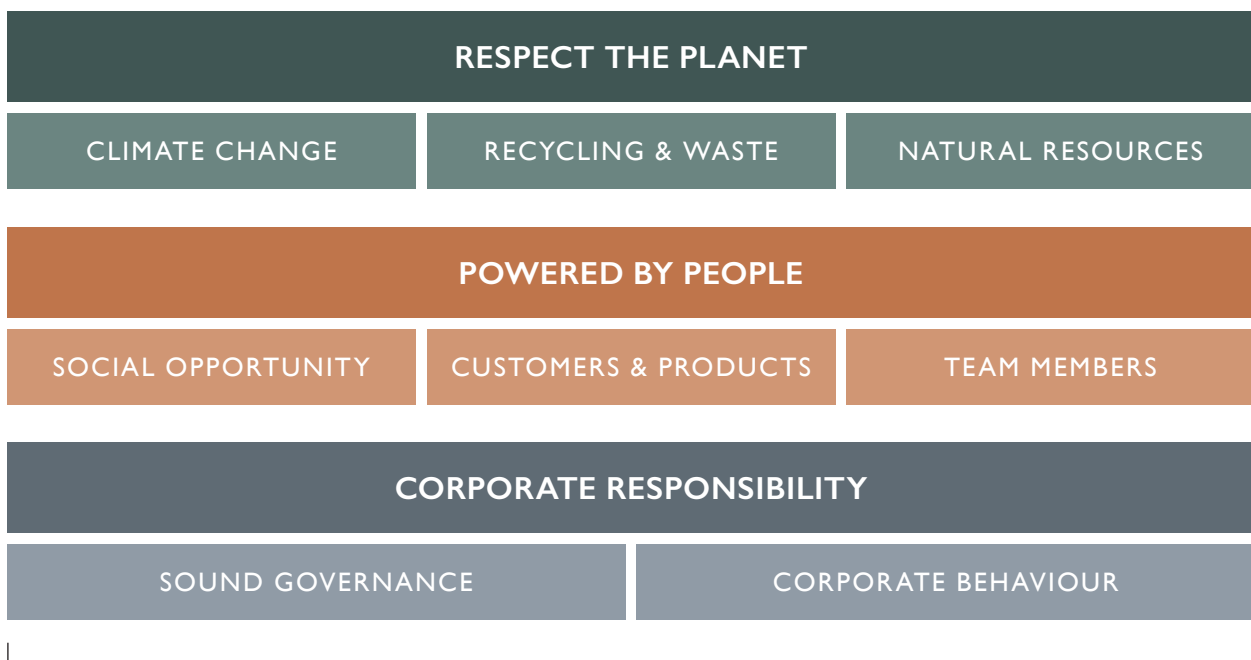 RESPECT THE PLANET
CLIMATE CHANGE
RECYCLING & WASTE
NATURAL RESOURCES
POWERED BY PEOPLE
SOCIAL OPPORTUNITY
CUSTOMERS & PRODUCTS
TEAM MEMBERS
CORPORATE RESPONSIBILITY
SOUND GOVERNANCE
CORPORATE BEHAVIOUR